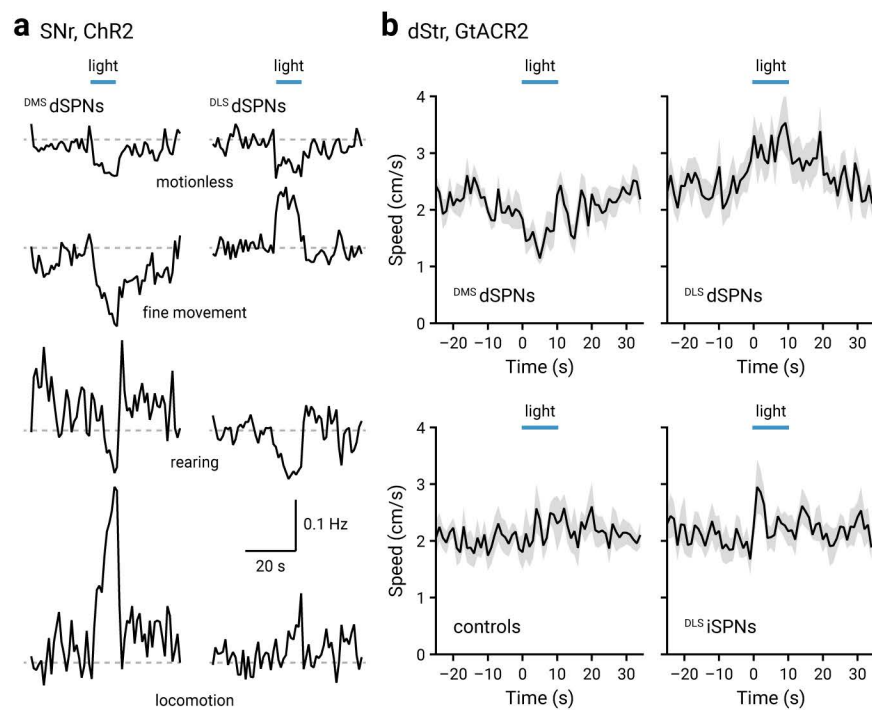 a SNr, ChR2
light
light
DMS dSPNs
DLS dSPNs
motionless
fine movement
rearing
0.1 Hz
20 s
locomotion
b dStr, GtACR2
light
light
4
3
2
1
0
Speed (cm/s)
DMS dSPNs
DLS dSPNs
−20 −10 0 10 20 30
−20 −10 0 10 20 30
Time (s)
Time (s)
light
light
4
3
2
1
0
Speed (cm/s)
controls
DLS iSPNs
−20 −10 0 10 20 30
−20 −10 0 10 20 30
Time (s)
Time (s)